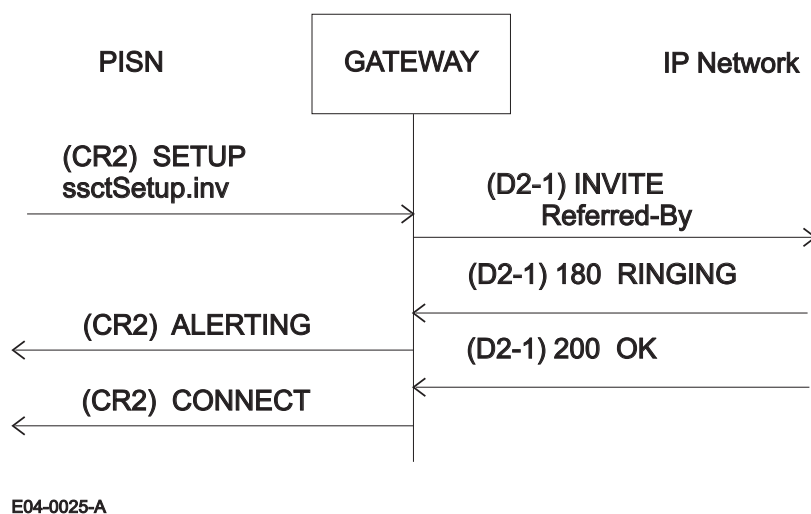 PISN
GATEWAY
IP Network
(CR2) SETUP
ssctSetup.inv
(D2-1) INVITE
Referred-By
(D2-1) 180 RINGING
(CR2) ALERTING
(D2-1) 200 OK
(CR2) CONNECT
E04-0025-A